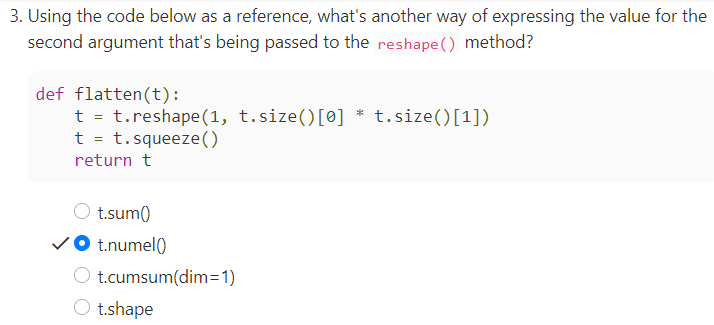 3. Using the code below as a reference, what's another way of expressing the value for the
second argument that's being passed to the reshape() method?
def flatten(t):
    t = t.reshape(1, t.size()[0] * t.size()[1])
    t = t.squeeze()
    return t
t.sum()
t.numel()
t.cumsum(dim=1)
t.shape